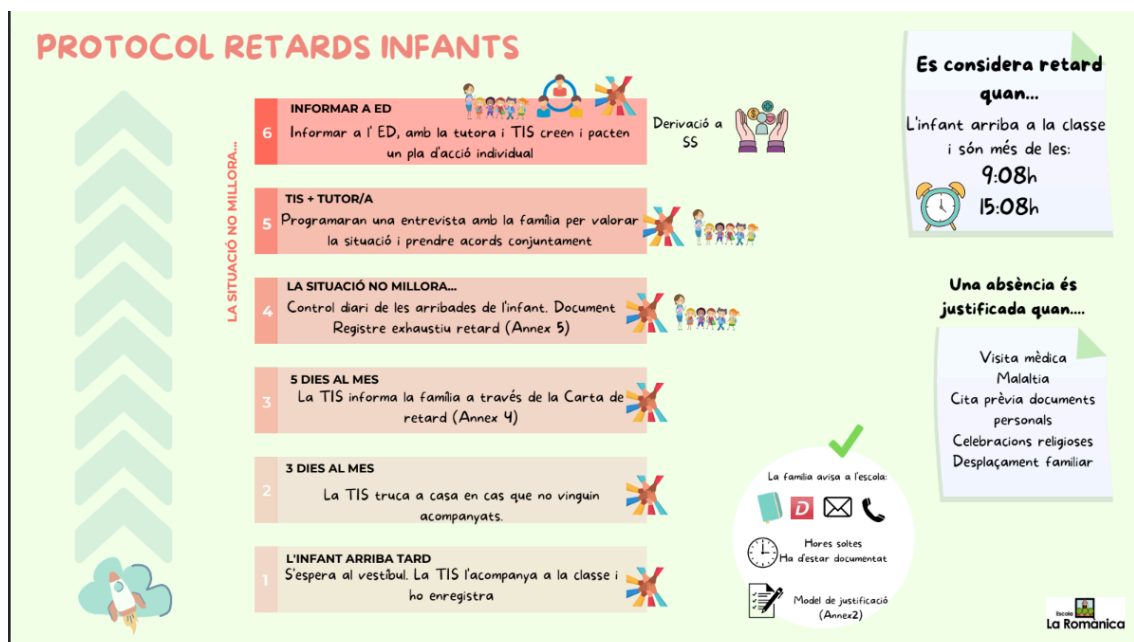 PROTOCOL RETARDS INFANTS
LA SITUACIÓ NO MILLORA...
6
INFORMAR A ED
Informar a l' ED, amb la tutora i TIS creen i pacten
un pla d'acció individual
Derivació a
SS
5
TIS + TUTOR/A
Programaran una entrevista amb la família per valorar
la situació i prendre acords conjuntament
4
LA SITUACIÓ NO MILLORA...
Control diari de les arribades de l'infant. Document
Registre exhaustiu retard (Annex 5)
3
5 DIES AL MES
La TIS informa la família a través de la Carta de
retard (Annex 4)
2
3 DIES AL MES
La TIS truca a casa en cas que no vinguin
acompanyats.
1
L'INFANT ARRIBA TARD
S'espera al vestíbul. La TIS l'acompanya a la classe i
ho enregistra
Es considera retard
quan...
L'infant arriba a la classe
i són més de les:
9:08h
15:08h
Una absència és
justificada quan....
Visita mèdica
Malaltia
Cita prèvia documents
personals
Celebracions religioses
Desplaçament familiar
La família avisa a l'escola:
D
Hores soltes
Ha d'estar documentat
Model de justificació
(Annex2)
Escola
La Romànica